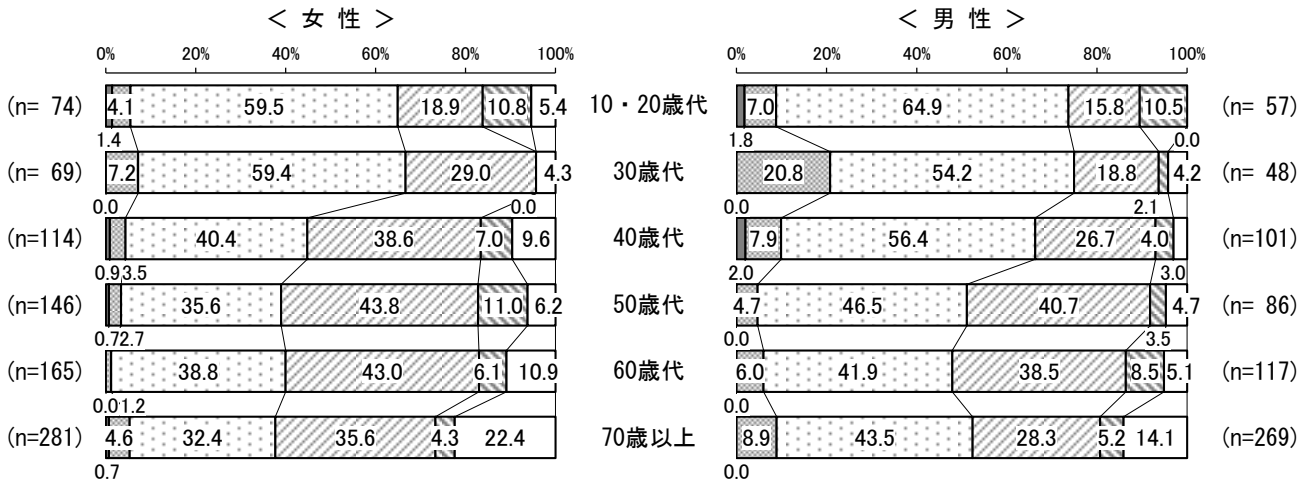 ＜ 女 性 ＞ ＜ 男 性 ＞
0% 20% 40% 60% 80% 100% 0% 20% 40% 60% 80% 100%
(n= 74) 4.1 59.5 18.9 10.8 5.4 10・20歳代 7.0 64.9 15.8 10.5 (n= 57)
1.4 1.8 0.0
(n= 69) 7.2 59.4 29.0 4.3 30歳代 20.8 54.2 18.8 4.2 (n= 48)
0.0 0.0 0.0 2.1
(n=114) 40.4 38.6 7.0 9.6 40歳代 7.9 56.4 26.7 4.0 (n=101)
0.9 3.5 2.0 3.0
(n=146) 35.6 43.8 11.0 6.2 50歳代 4.7 46.5 40.7 4.7 (n= 86)
0.7 2.7 0.0 3.5
(n=165) 38.8 43.0 6.1 10.9 60歳代 6.0 41.9 38.5 8.5 5.1 (n=117)
0.0 1.2 0.0
(n=281) 4.6 32.4 35.6 4.3 22.4 70歳以上 8.9 43.5 28.3 5.2 14.1 (n=269)
0.7 0.0